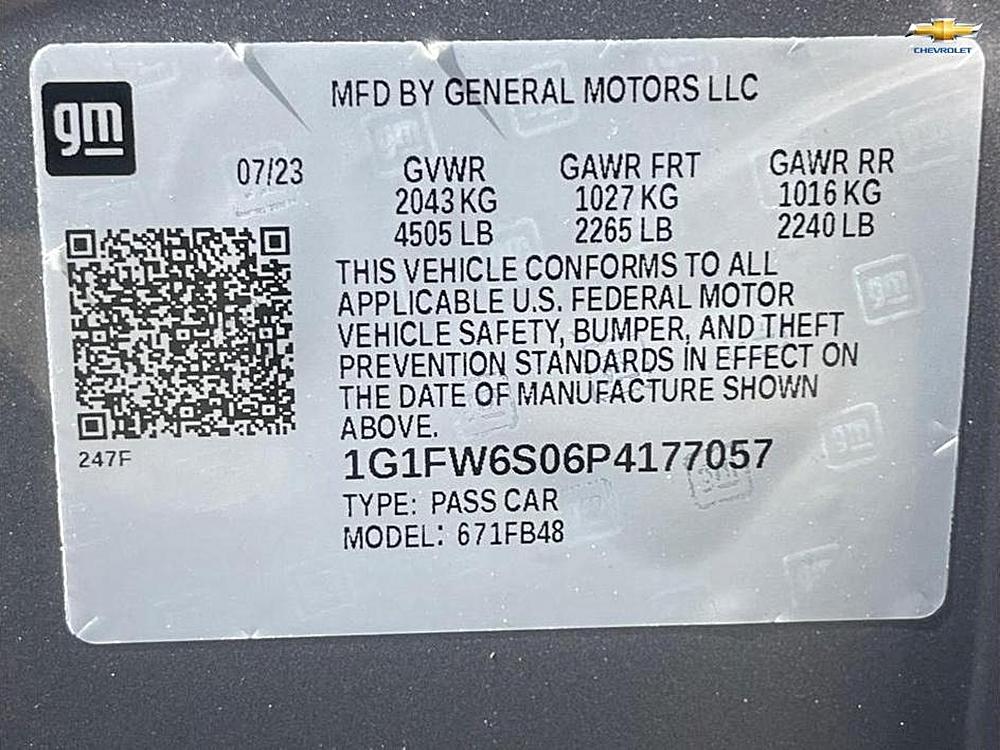 CHEVROLET
gm
MFD BY GENERAL MOTORS LLC
07/23 GVWR GAWR FRT GAWR RR
2043 KG 1027 KG 1016 KG
4505 LB 2265 LB 2240 LB
THIS VEHICLE CONFORMS TO ALL
APPLICABLE U.S. FEDERAL MOTOR
VEHICLE SAFETY, BUMPER, AND THEFT
PREVENTION STANDARDS IN EFFECT ON
THE DATE OF MANUFACTURE SHOWN
ABOVE.
247F
1G1FW6S06P4177057
TYPE: PASS CAR
MODEL: 671FB48